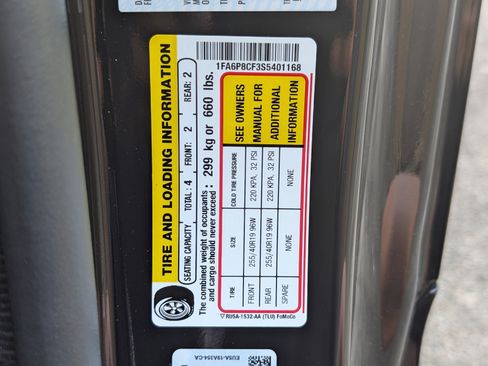 1FA6P8CF3S5401168
TIRE AND LOADING INFORMATION
SEATING CAPACITY TOTAL: 4 FRONT: 2 REAR: 2
The combined weight of occupants
and cargo should never exceed : 299 kg or 660 lbs.
TIRE SIZE COLD TIRE PRESSURE
FRONT 255/40R19 96W 220 KPA, 32 PSI
REAR 255/40R19 96W 220 KPA, 32 PSI
SPARE NONE NONE
SEE OWNERS
MANUAL FOR
ADDITIONAL
INFORMATION
RU5A-1532-AA (TLU) FoMoCo
EU5A-19A354-CA